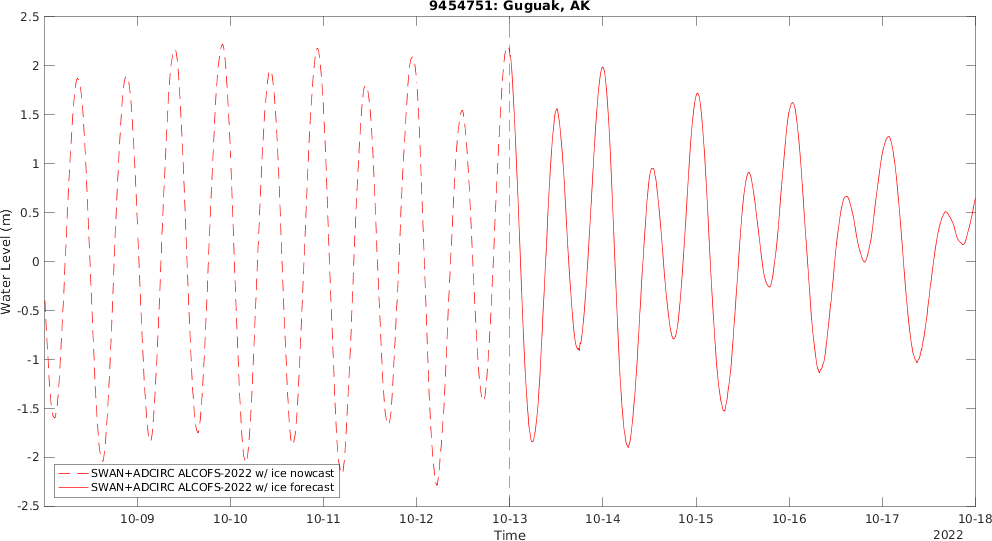 9454751: Guguak, AK
2.5
2
1.5
1
0.5
0
-0.5
-1
-1.5
-2
-2.5
Water Level (m)
SWAN+ADCIRC ALCOFS-2022 w/ ice nowcast
SWAN+ADCIRC ALCOFS-2022 w/ ice forecast
10-09 10-10 10-11 10-12 10-13 10-14 10-15 10-16 10-17 10-18
Time
2022